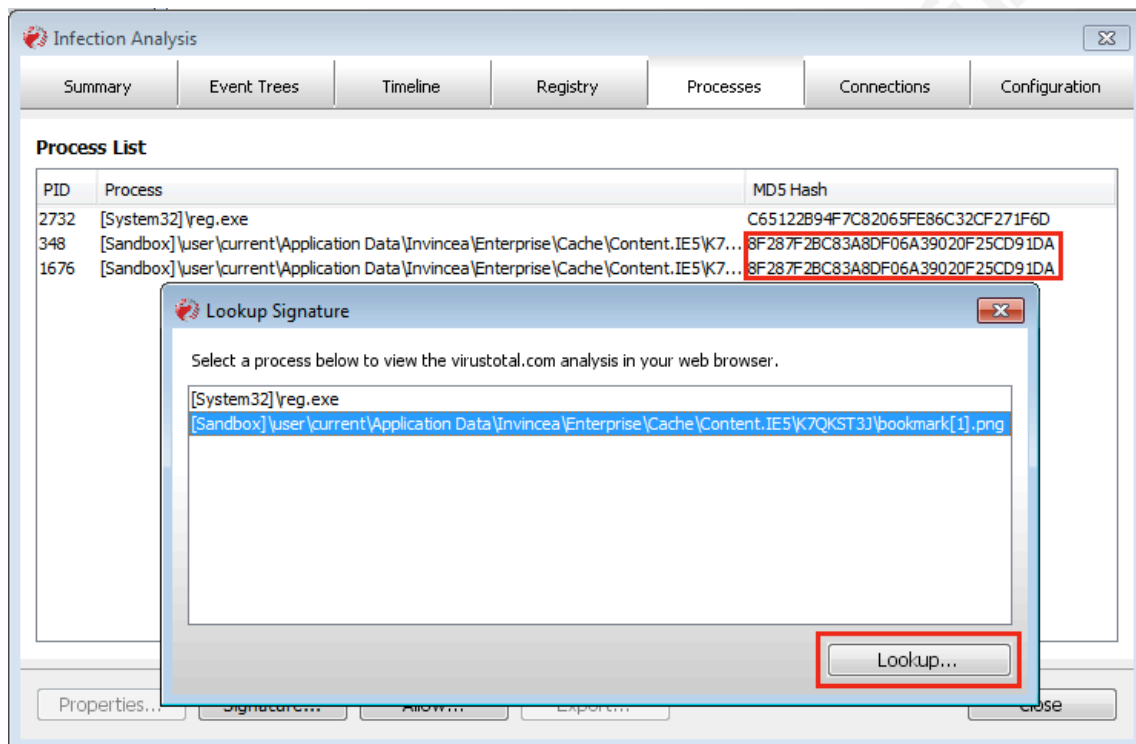 Infection Analysis
Summary Event Trees Timeline Registry Processes Connections Configuration
Process List
PID Process MD5 Hash
2732 [System32]\reg.exe C65122B94F7C82065FE86C32CF271F6D
348 [Sandbox]\user\current\Application Data\Invincea\Enterprise\Cache\Content.IE5\K7... 8F287F2BC83A8DF06A39020F25CD91DA
1676 [Sandbox]\user\current\Application Data\Invincea\Enterprise\Cache\Content.IE5\K7... 8F287F2BC83A8DF06A39020F25CD91DA
Lookup Signature
Select a process below to view the virustotal.com analysis in your web browser.
[System32]\reg.exe
[Sandbox]\user\current\Application Data\Invincea\Enterprise\Cache\Content.IE5\K7QKST3J\bookmark[1].png
Lookup...
Properties... Signature... Allow... Export... Close